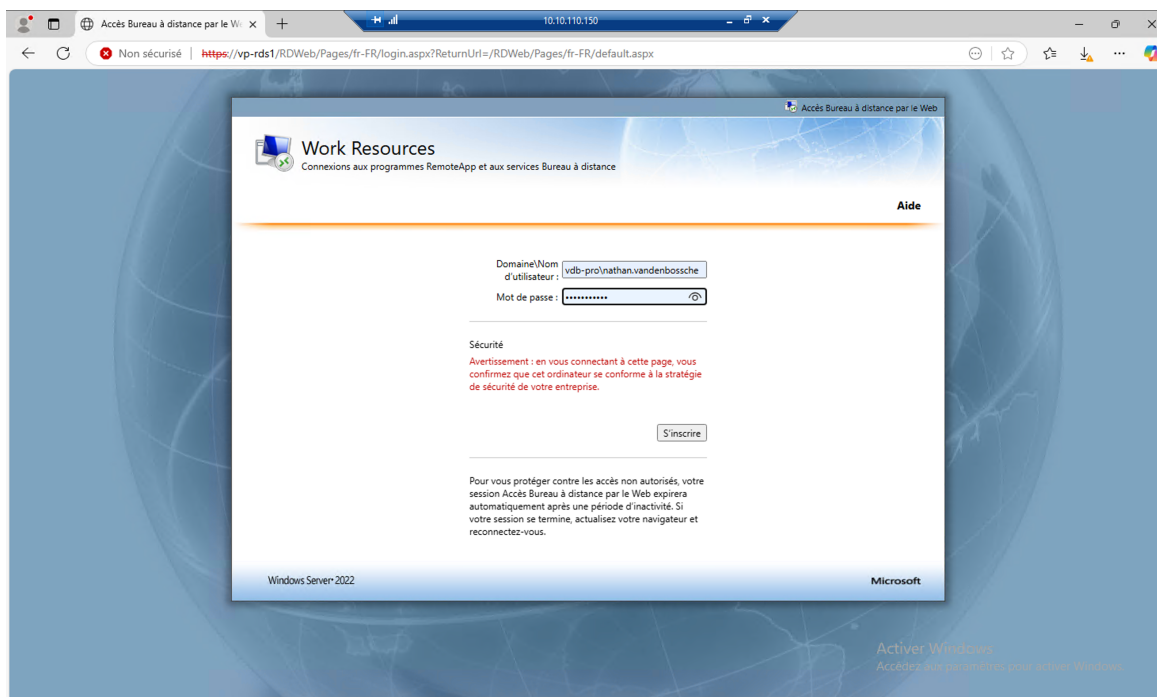 Accès Bureau à distance par le W
10.10.110.150
Non sécurisé | https://vp-rds1/RDWeb/Pages/fr-FR/login.aspx?ReturnUrl=/RDWeb/Pages/fr-FR/default.aspx
Accès Bureau à distance par le Web
Work Resources
Connexions aux programmes RemoteApp et aux services Bureau à distance
Aide
Domaine\Nom
d'utilisateur :
vdb-pro\nathan.vandenbossche
Mot de passe :
Sécurité
Avertissement : en vous connectant à cette page, vous
confirmez que cet ordinateur se conforme à la stratégie
de sécurité de votre entreprise.
S'inscrire
Pour vous protéger contre les accès non autorisés, votre
session Accès Bureau à distance par le Web expirera
automatiquement après une période d'inactivité. Si
votre session se termine, actualisez votre navigateur et
reconnectez-vous.
Windows Server 2022
Microsoft
Activer Windows
Accédez aux paramètres pour activer Windows.